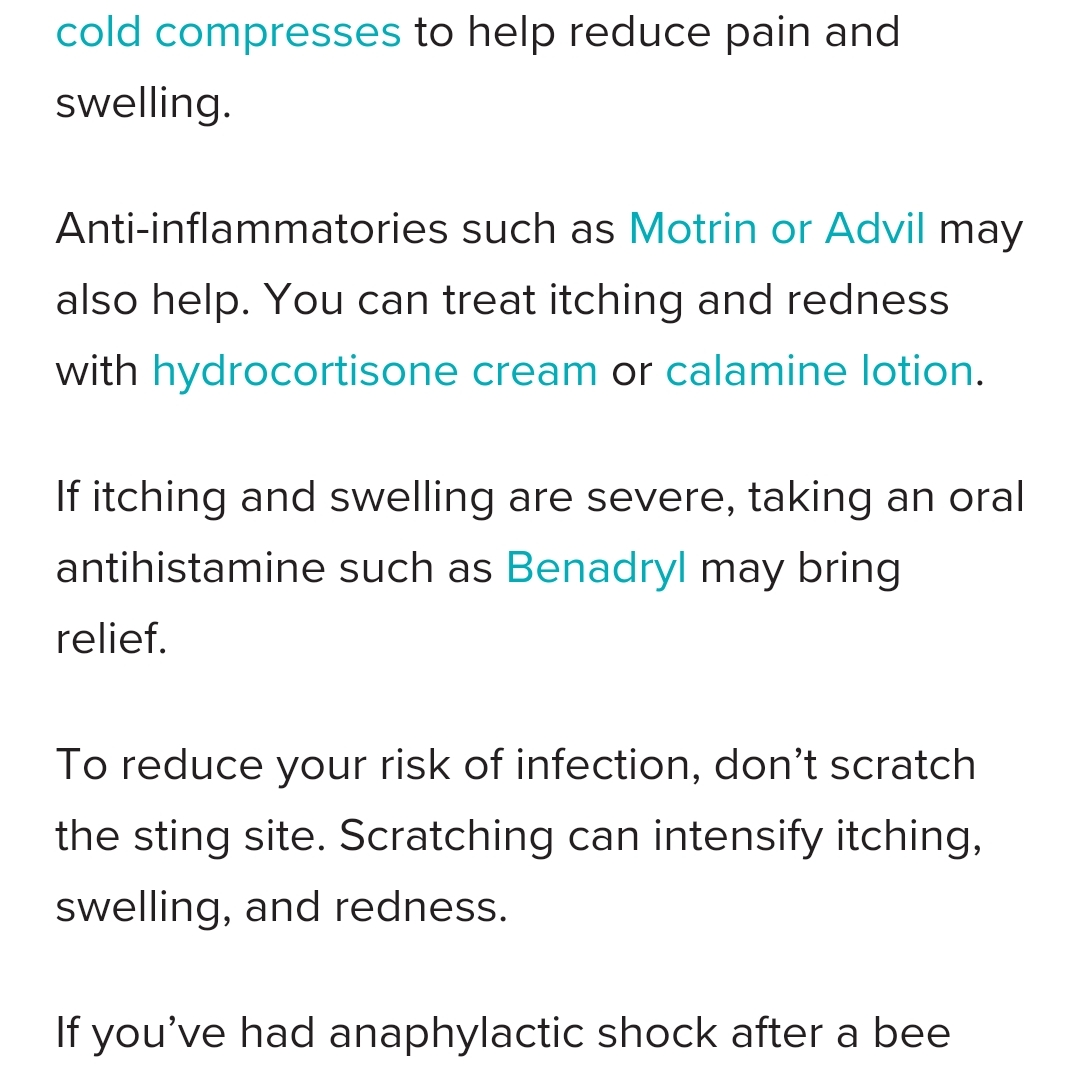 cold compresses to help reduce pain and
swelling.
Anti-inflammatories such as Motrin or Advil may
also help. You can treat itching and redness
with hydrocortisone cream or calamine lotion.
If itching and swelling are severe, taking an oral
antihistamine such as Benadryl may bring
relief.
To reduce your risk of infection, don’t scratch
the sting site. Scratching can intensify itching,
swelling, and redness.
If you’ve had anaphylactic shock after a bee